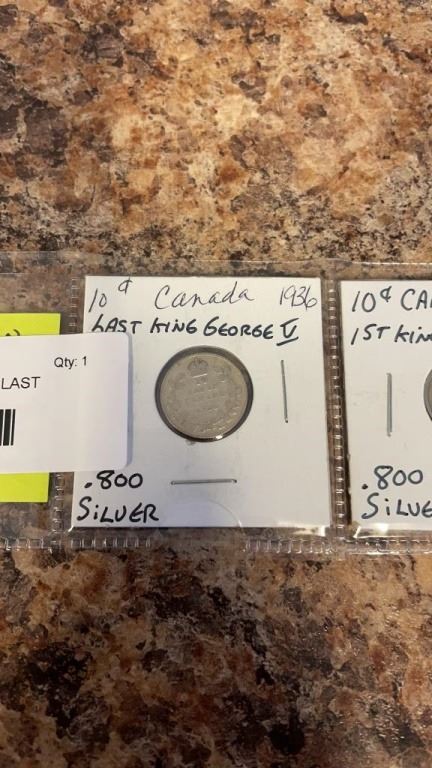 Qty: 1
LAST
10¢ Canada 1936
LAST KING GEORGE V
.800
SILVER
10¢ CA
1ST KIN
.800
SILVE